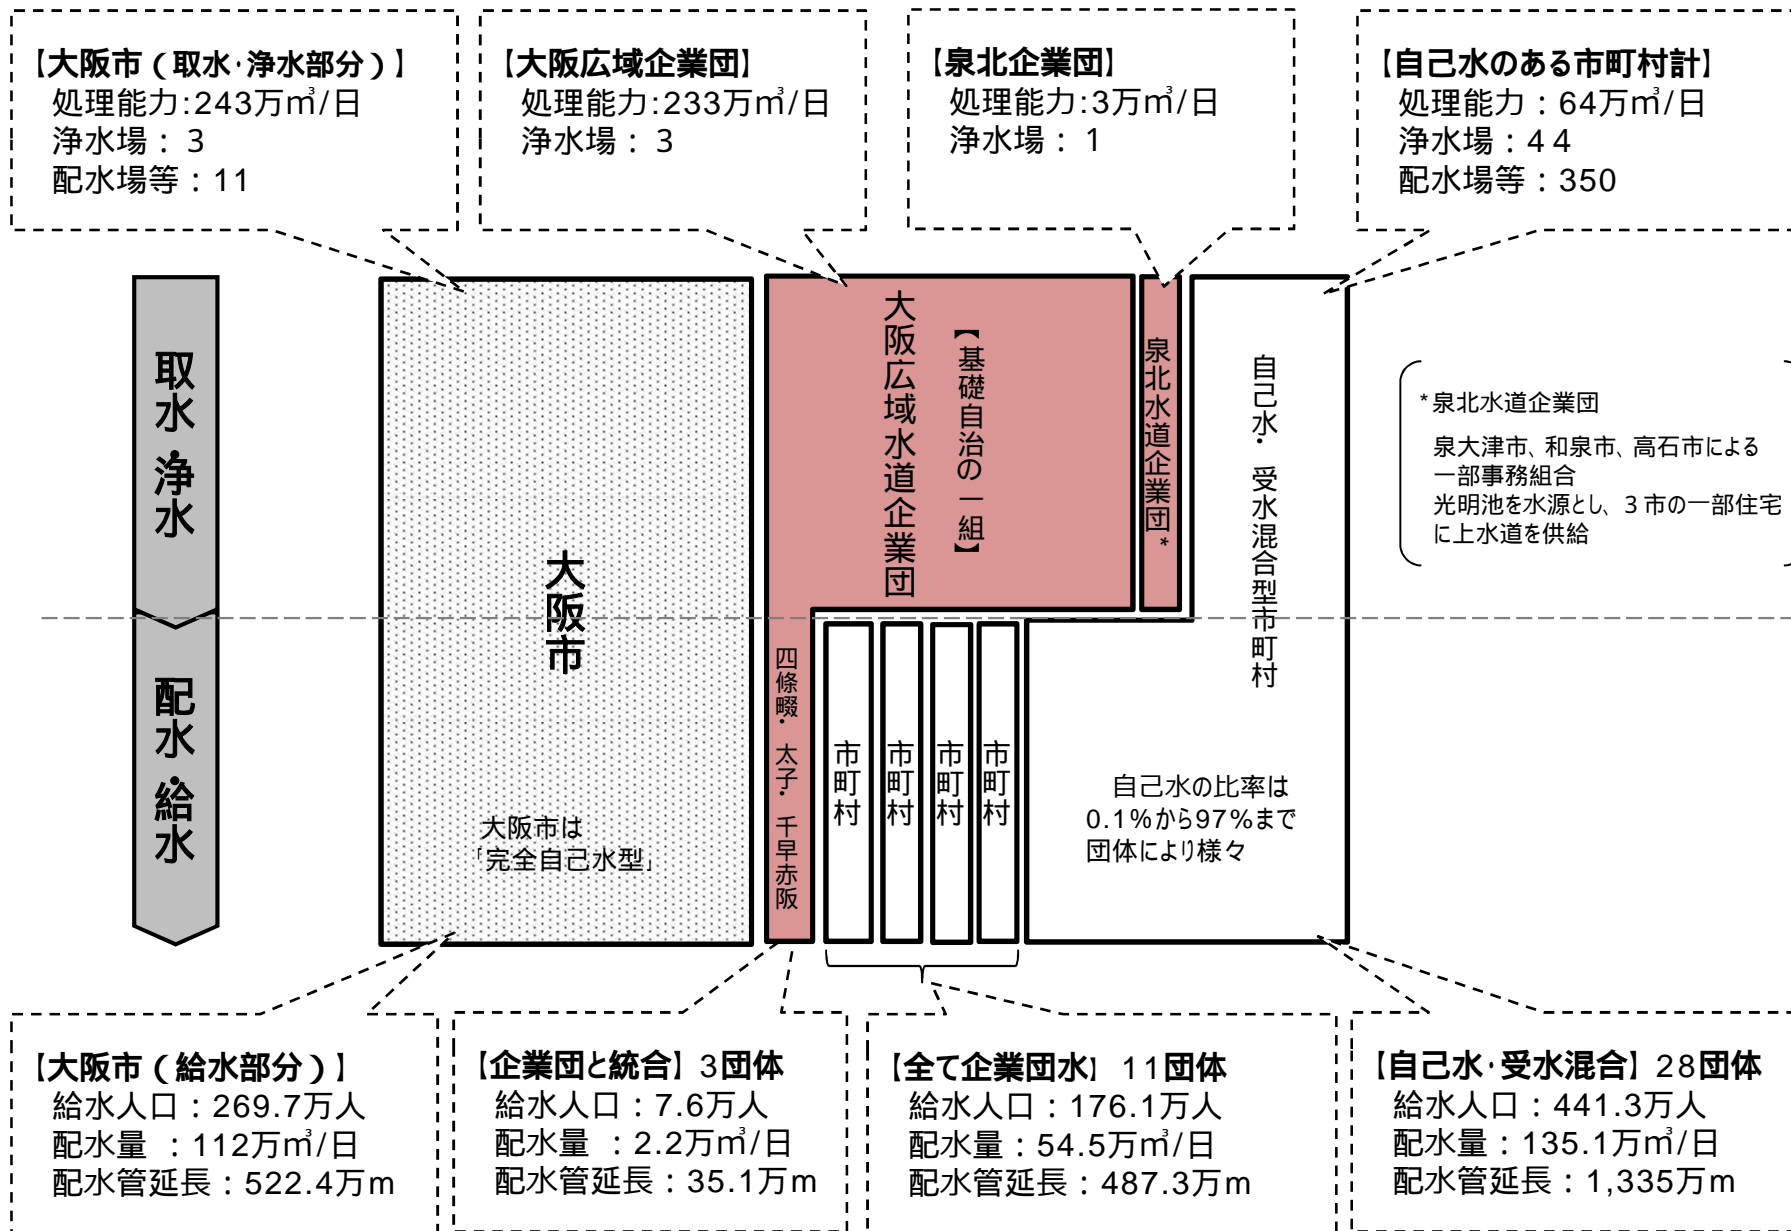 【大阪市（取水･浄水部分）】
処理能力:243万㎥/日
浄水場：3
配水場等：11
【大阪広域企業団】
処理能力:233万㎥/日
浄水場：3
【泉北企業団】
処理能力:3万㎥/日
浄水場：1
【自己水のある市町村計】
処理能力：64万㎥/日
浄水場：44
配水場等：350
取水・浄水
配水・給水
大阪市
大阪市は
「完全自己水型」
大阪広域水道企業団
【基礎自治の一組】
泉北水道企業団*
自己水・受水混合型市町村
*泉北水道企業団
泉大津市、和泉市、高石市による
一部事務組合
光明池を水源とし、3市の一部住宅
に上水道を供給
四條畷・太子・千早赤阪
市町村
市町村
市町村
市町村
自己水の比率は
0.1%から97%まで
団体により様々
【大阪市（給水部分）】
給水人口：269.7万人
配水量：112万㎥/日
配水管延長：522.4万m
【企業団と統合】3団体
給水人口：7.6万人
配水量：2.2万㎥/日
配水管延長：35.1万m
【全て企業団水】11団体
給水人口：176.1万人
配水量：54.5万㎥/日
配水管延長：487.3万m
【自己水･受水混合】28団体
給水人口：441.3万人
配水量：135.1万㎥/日
配水管延長：1,335万m